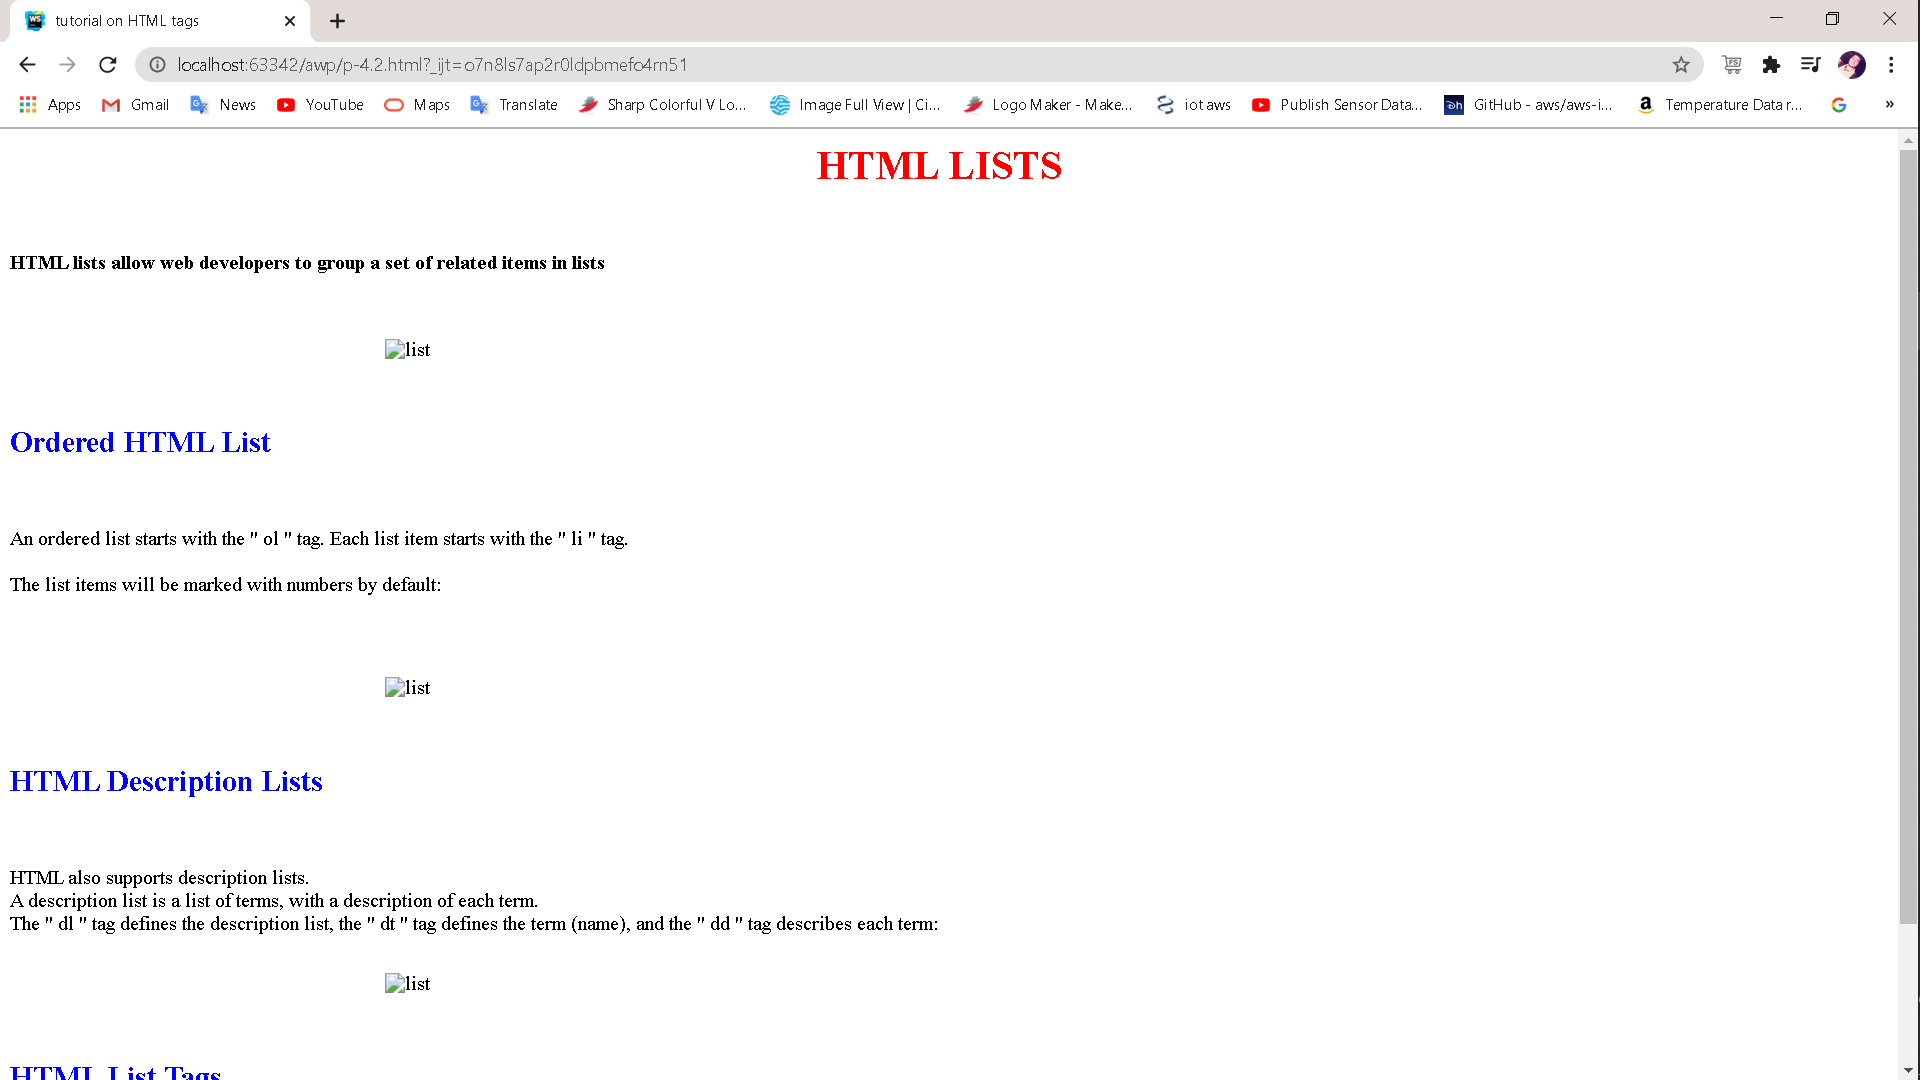 tutorial on HTML tags
localhost:63342/awp/p-4.2.html?_ijt=o7n8ls7ap2r0ldpbmefo4rn51
Apps Gmail News YouTube Maps Translate Sharp Colorful V Lo... Image Full View | Ci... Logo Maker - Make... iot aws Publish Sensor Data... GitHub - aws/aws-i... Temperature Data r... »
HTML LISTS
HTML lists allow web developers to group a set of related items in lists
list
Ordered HTML List
An ordered list starts with the " ol " tag. Each list item starts with the " li " tag.
The list items will be marked with numbers by default:
list
HTML Description Lists
HTML also supports description lists.
A description list is a list of terms, with a description of each term.
The " dl " tag defines the description list, the " dt " tag defines the term (name), and the " dd " tag describes each term:
list
HTML List Tags